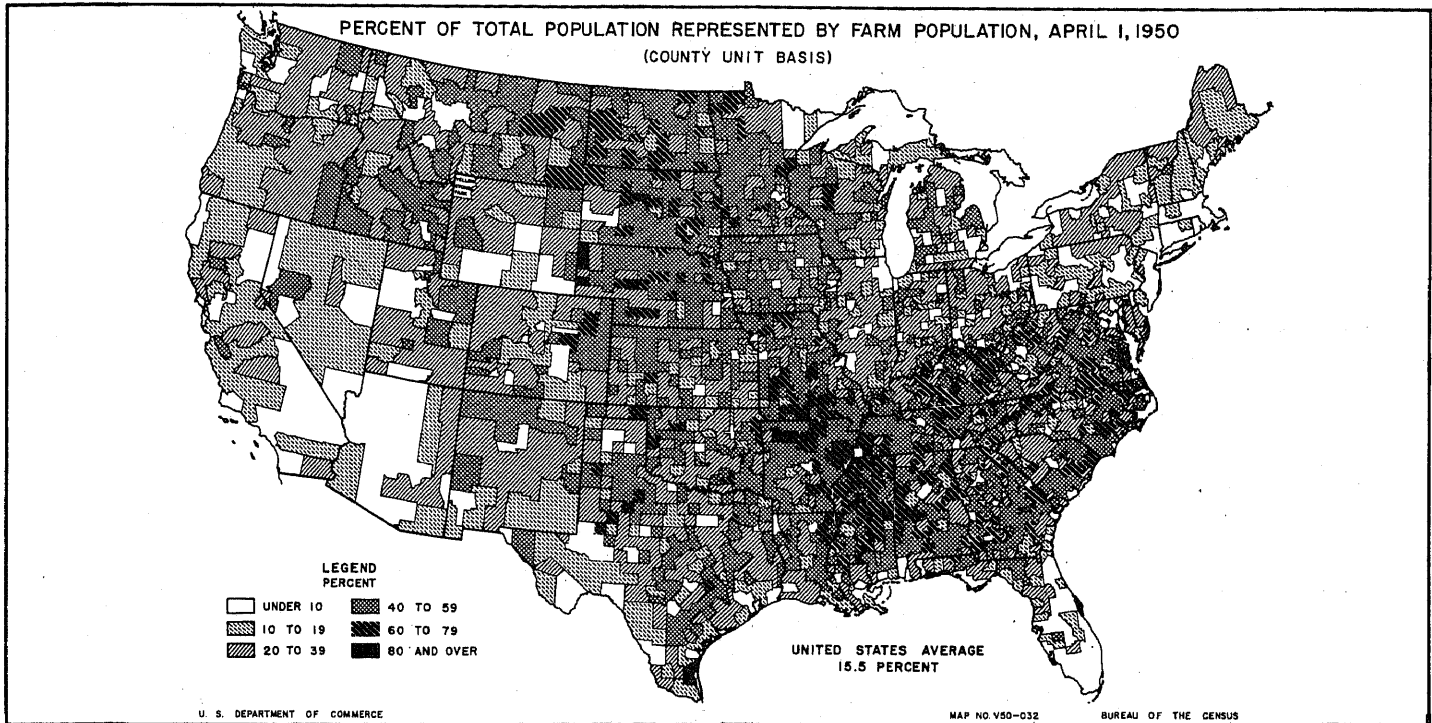 PERCENT OF TOTAL POPULATION REPRESENTED BY FARM POPULATION, APRIL 1, 1950
(COUNTY UNIT BASIS)
LEGEND
PERCENT
UNDER 10
10 TO 19
20 TO 39
40 TO 59
60 TO 79
80 AND OVER
UNITED STATES AVERAGE
15.5 PERCENT
U. S. DEPARTMENT OF COMMERCE
MAP NO. V50-032
BUREAU OF THE CENSUS